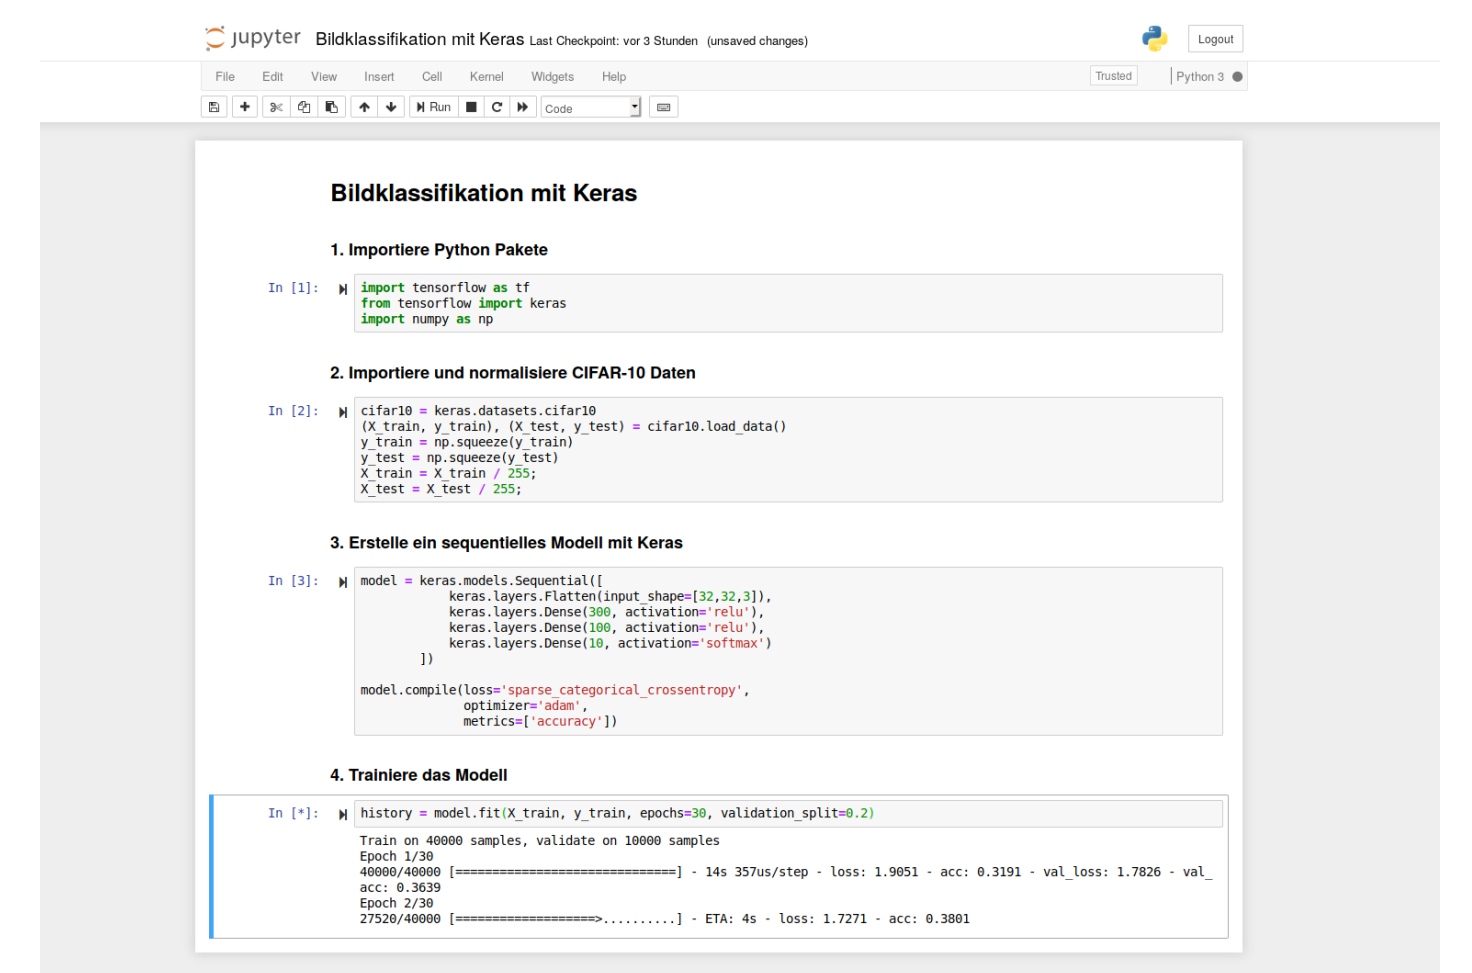 jupyter Bildklassifikation mit Keras Last Checkpoint: vor 3 Stunden (unsaved changes) Logout
File Edit View Insert Cell Kernel Widgets Help Trusted Python 3
Run Code
Bildklassifikation mit Keras
1. Importiere Python Pakete
In [1]: import tensorflow as tf
from tensorflow import keras
import numpy as np
2. Importiere und normalisiere CIFAR-10 Daten
In [2]: cifar10 = keras.datasets.cifar10
(X_train, y_train), (X_test, y_test) = cifar10.load_data()
y_train = np.squeeze(y_train)
y_test = np.squeeze(y_test)
X_train = X_train / 255;
X_test = X_test / 255;
3. Erstelle ein sequentielles Modell mit Keras
In [3]: model = keras.models.Sequential([
keras.layers.Flatten(input_shape=[32,32,3]),
keras.layers.Dense(300, activation='relu'),
keras.layers.Dense(100, activation='relu'),
keras.layers.Dense(10, activation='softmax')
])
model.compile(loss='sparse_categorical_crossentropy',
optimizer='adam',
metrics=['accuracy'])
4. Trainiere das Modell
In [*]: history = model.fit(X_train, y_train, epochs=30, validation_split=0.2)
Train on 40000 samples, validate on 10000 samples
Epoch 1/30
40000/40000 [==============================] - 14s 357us/step - loss: 1.9051 - acc: 0.3191 - val_loss: 1.7826 - val_
acc: 0.3639
Epoch 2/30
27520/40000 [===================>..........] - ETA: 4s - loss: 1.7271 - acc: 0.3801